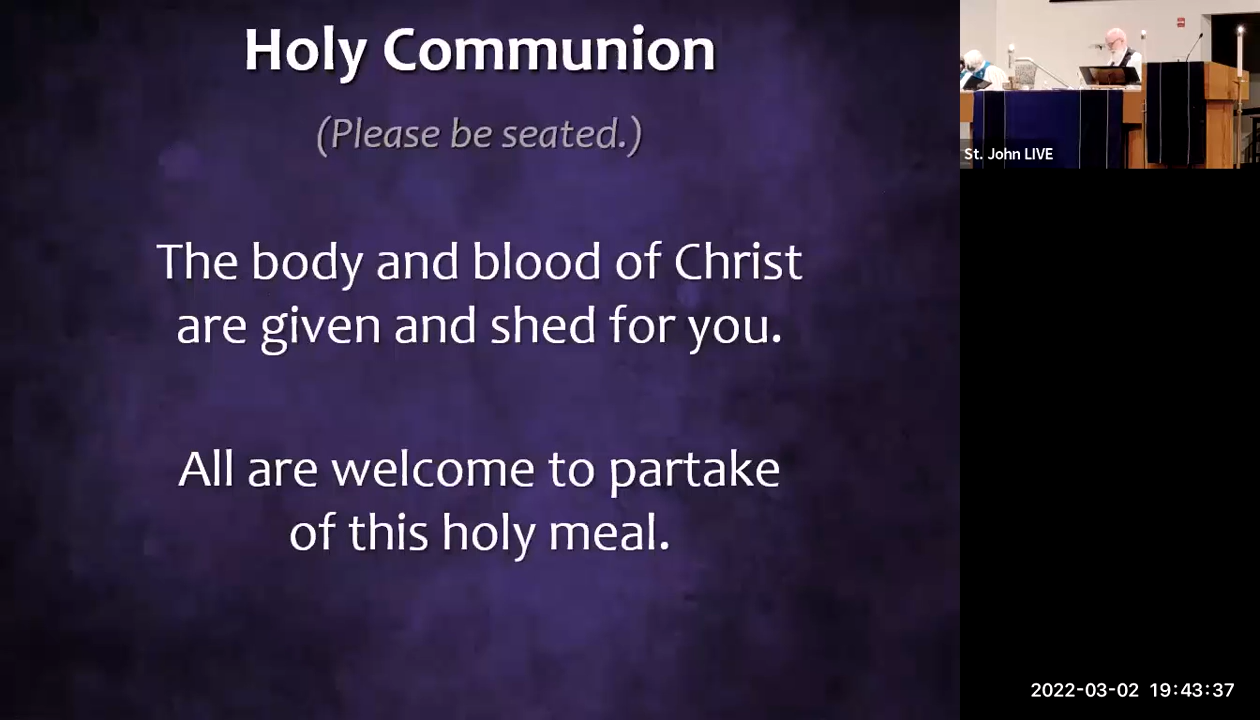 Holy Communion
(Please be seated.)
The body and blood of Christ
are given and shed for you.
All are welcome to partake
of this holy meal.
St. John LIVE
2022-03-02 19:43:37